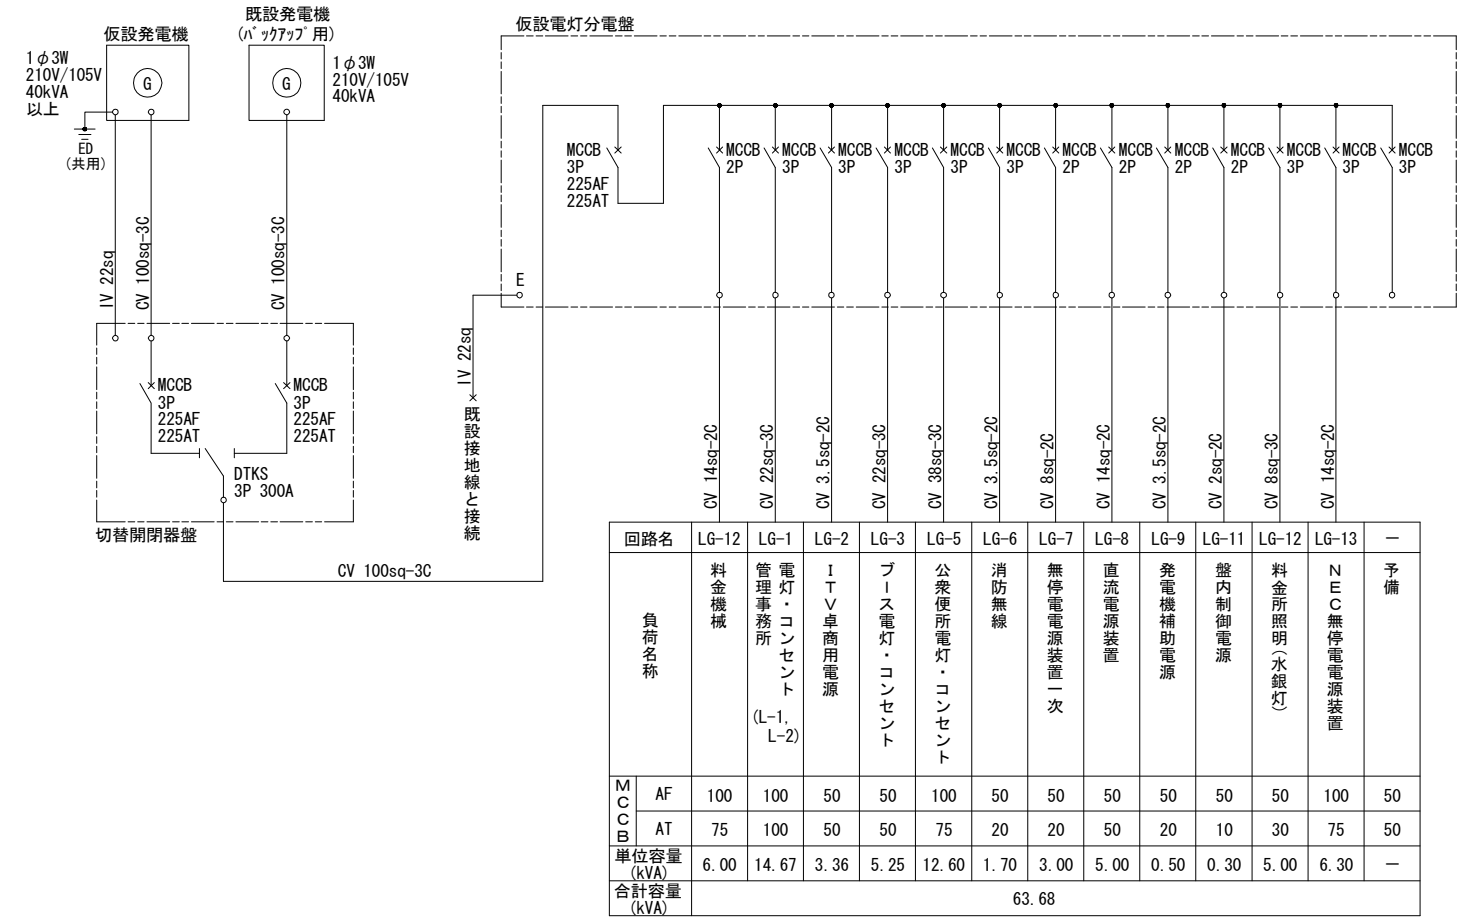 仮設発電機
既設発電機
(バックアップ用)
仮設電灯分電盤
1φ3W
210V/105V
40kVA
以上
G
G
1φ3W
210V/105V
40kVA
ED
(共用)
IV 22sq
CV 100sq-3C
CV 100sq-3C
MCCB
3P
225AF
225AT
MCCB
3P
225AF
225AT
DTKS
3P 300A
切替開閉器盤
CV 100sq-3C
E
IV 22sq
既設接地線と接続
MCCB
3P
225AF
225AT
MCCB
2P
MCCB
3P
MCCB
3P
MCCB
3P
MCCB
3P
MCCB
3P
MCCB
2P
MCCB
2P
MCCB
2P
MCCB
2P
MCCB
3P
MCCB
3P
MCCB
3P
CV 14sq-2C
CV 22sq-3C
CV 3.5sq-2C
CV 22sq-3C
CV 38sq-3C
CV 3.5sq-2C
CV 8sq-2C
CV 14sq-2C
CV 3.5sq-2C
CV 2sq-2C
CV 8sq-3C
CV 14sq-2C
回路名 LG-12 LG-1 LG-2 LG-3 LG-5 LG-6 LG-7 LG-8 LG-9 LG-11 LG-12 LG-13 −
負荷名称
料金機械
電灯・コンセント
管理事務所
(L-1,
L-2)
ITV卓商用電源
ブース電灯・コンセント
公衆便所電灯・コンセント
消防無線
無停電電源装置一次
直流電源装置
発電機補助電源
盤内制御電源
料金所照明(水銀灯)
NEC無停電電源装置
予備
MCCB
AF 100 100 50 50 100 50 50 50 50 50 50 100 50
AT 75 100 50 50 75 20 20 50 20 10 30 75 50
単位容量
(kVA)
6.00 14.67 3.36 5.25 12.60 1.70 3.00 5.00 0.50 0.30 5.00 6.30 −
合計容量
(kVA)
63.68